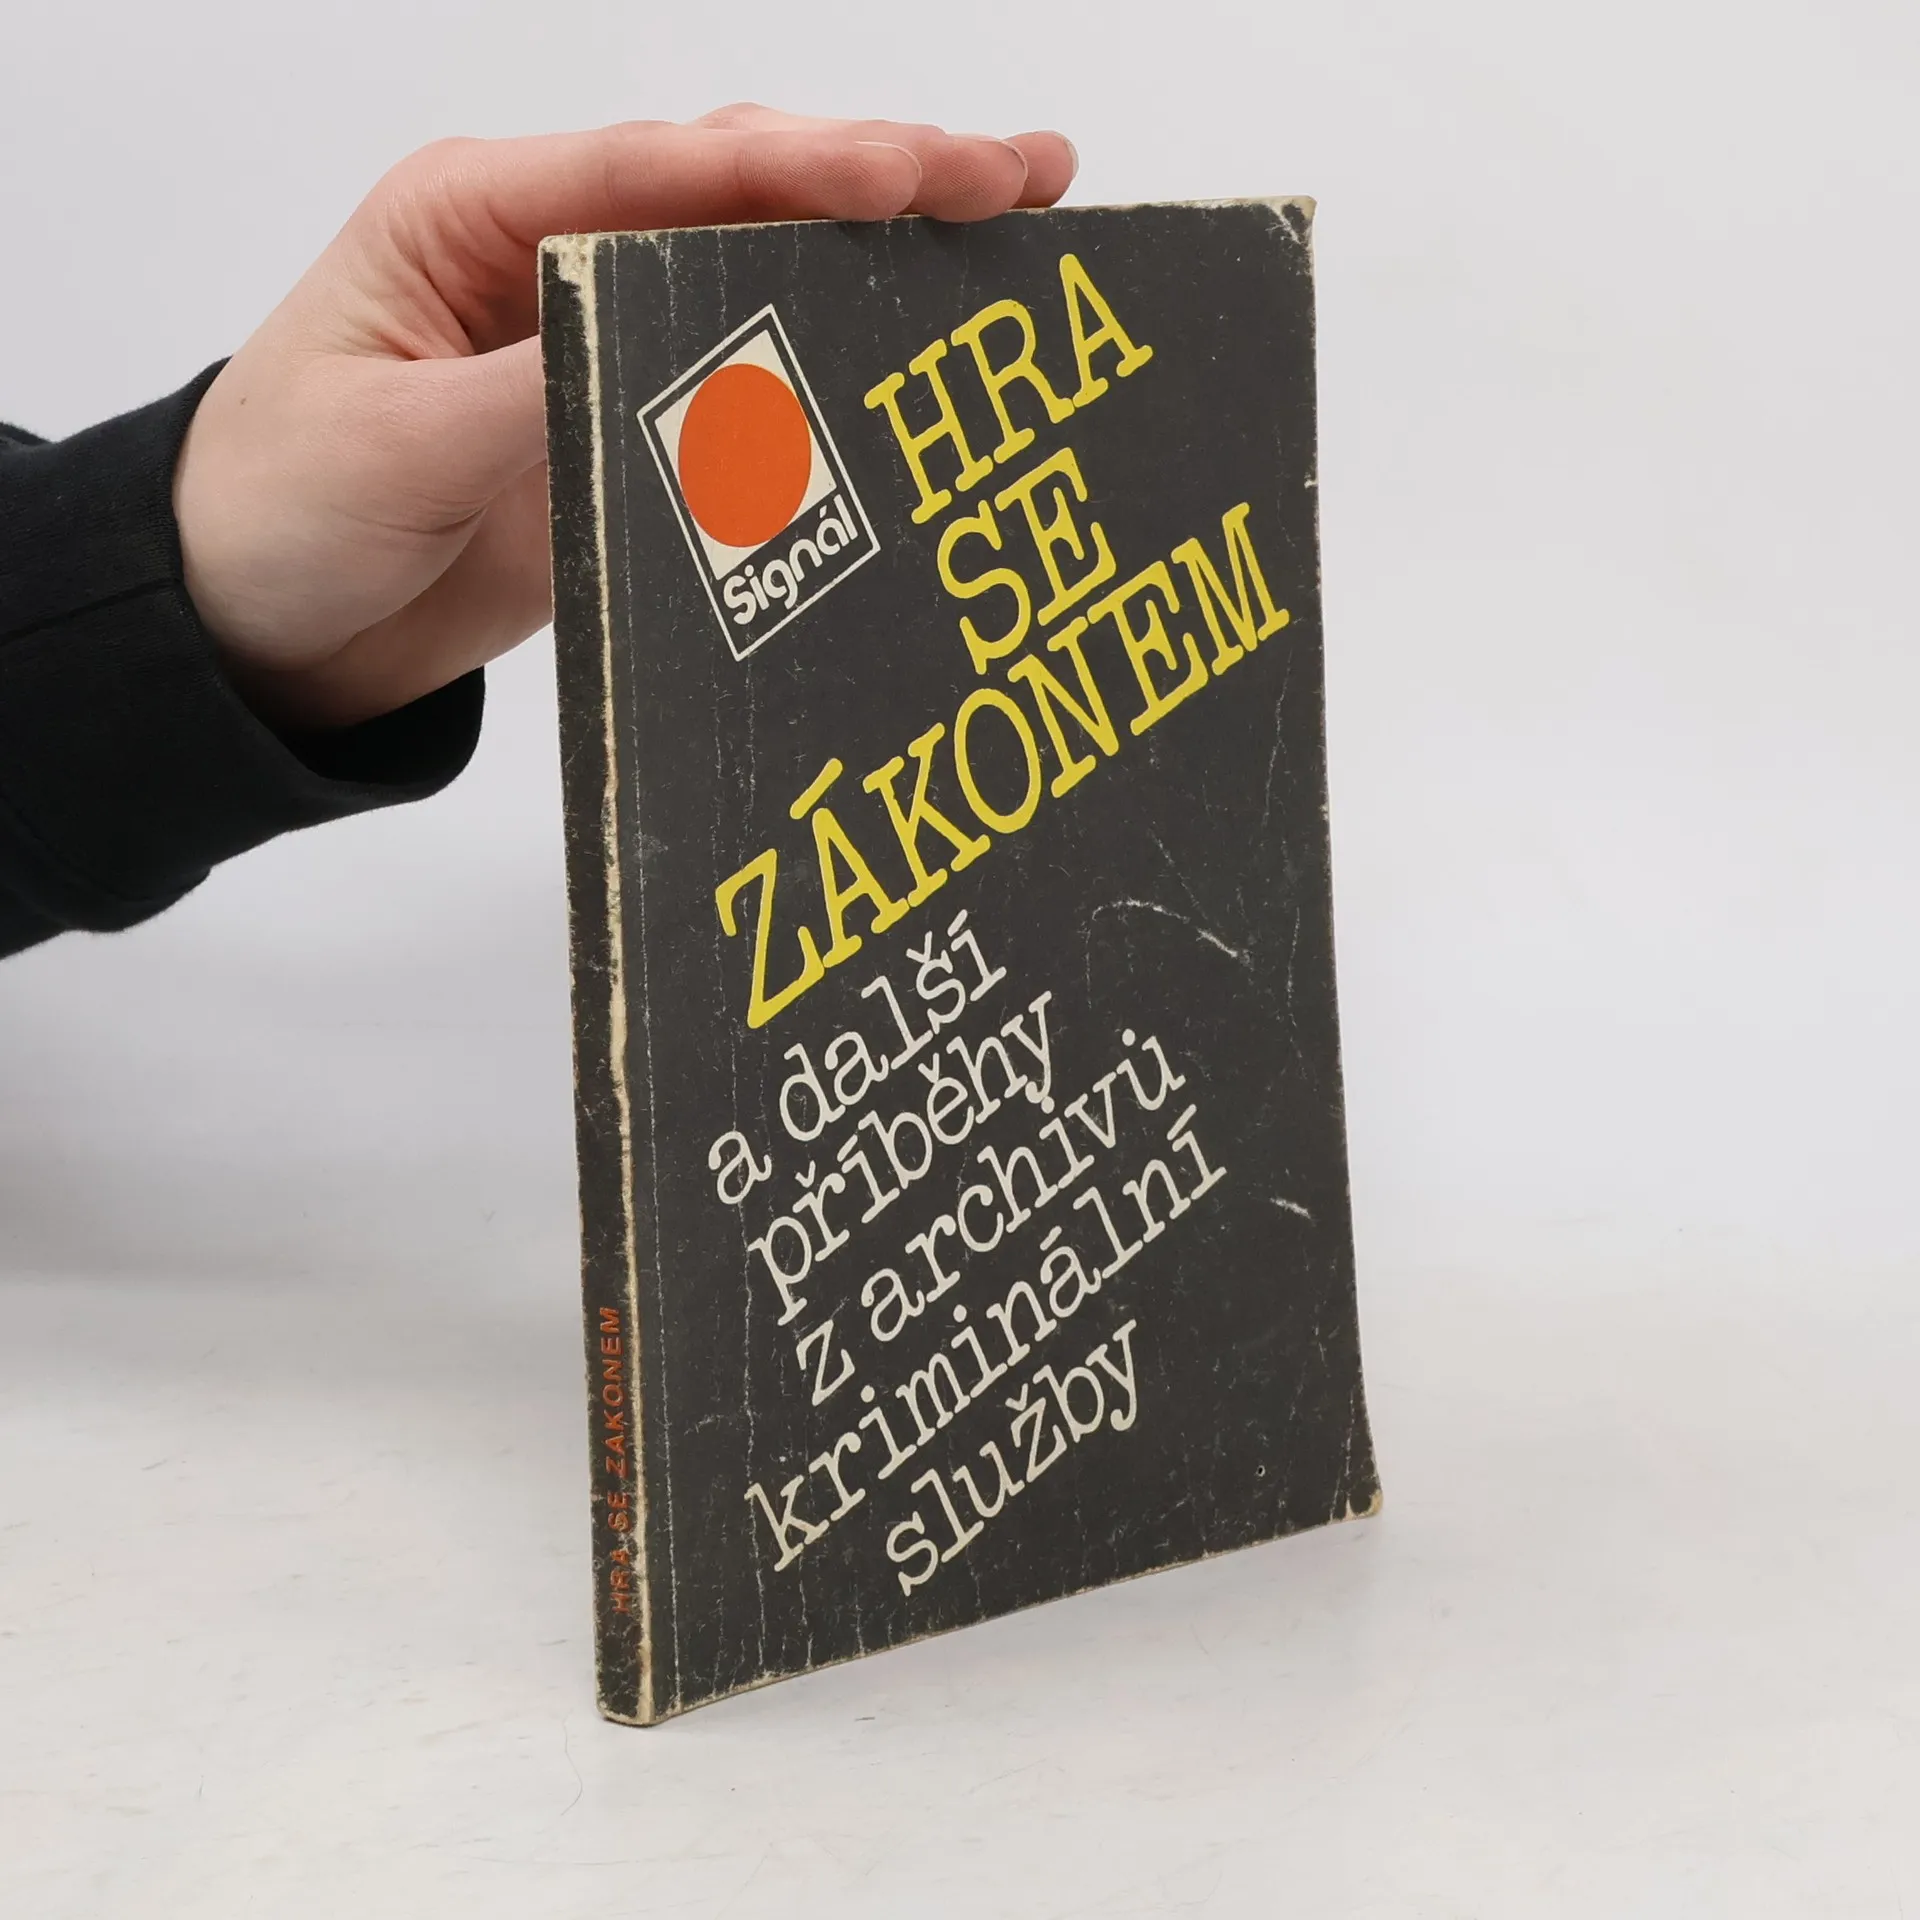 Signál
HRA
SE
ZÁKONEM
a další
příběhy
z archivů
kriminální
služby
HRA SE ZÁKONEM